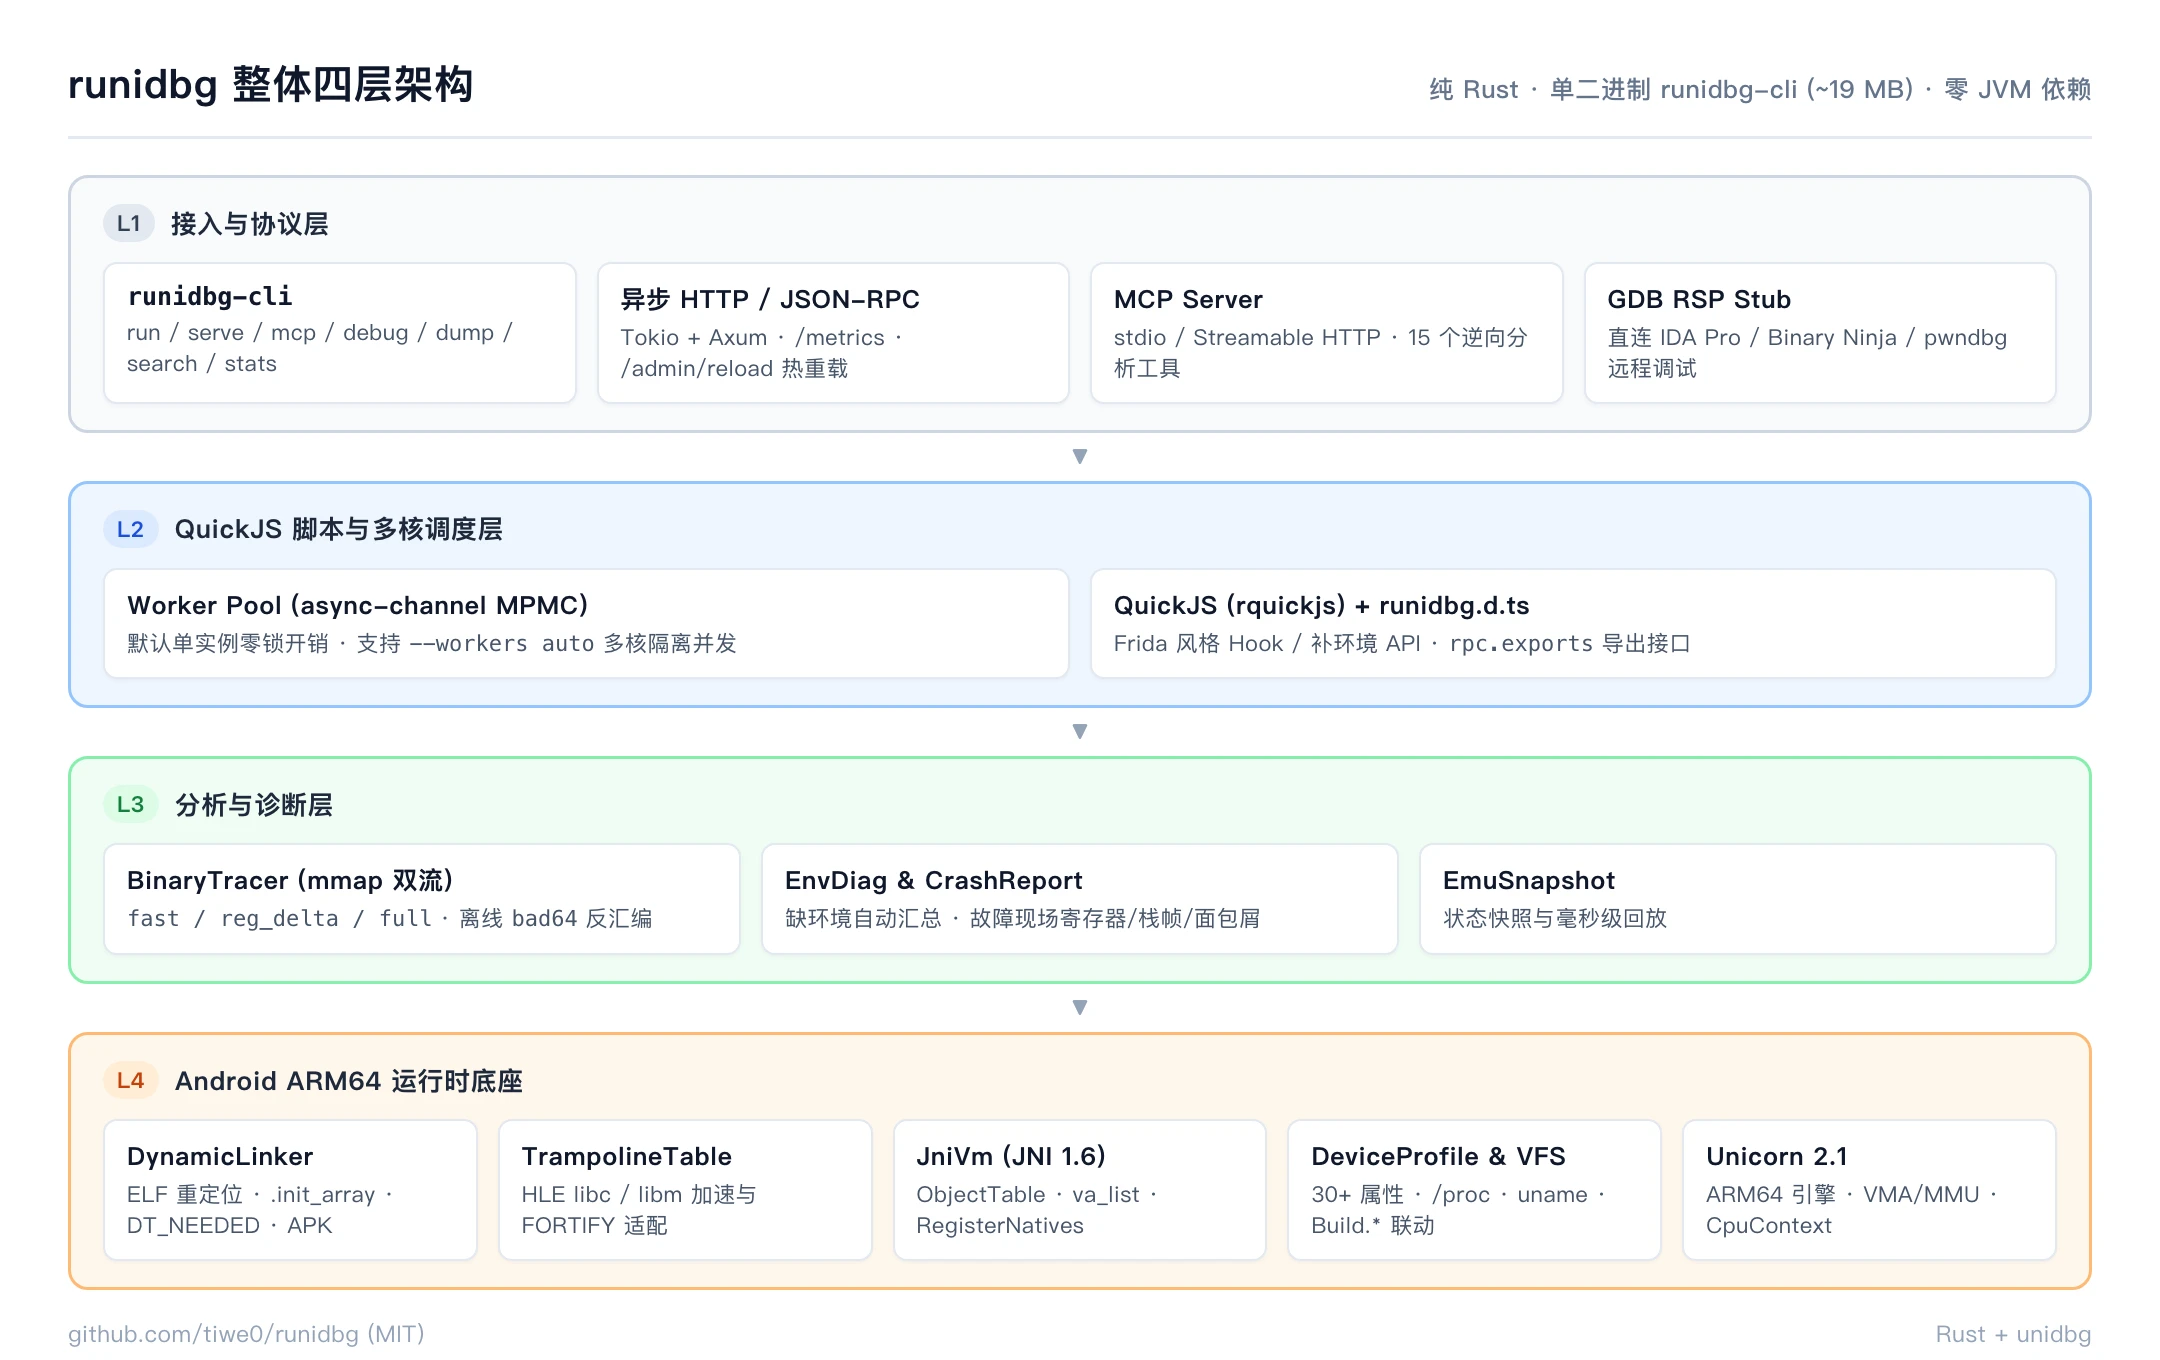 runidbg 整体四层架构
纯 Rust · 单二进制 runidbg-cli (~19 MB) · 零 JVM 依赖
L1 接入与协议层
runidbg-cli
run / serve / mcp / debug / dump /
search / stats
异步 HTTP / JSON-RPC
Tokio + Axum · /metrics ·
/admin/reload 热重载
MCP Server
stdio / Streamable HTTP · 15 个逆向分
析工具
GDB RSP Stub
直连 IDA Pro / Binary Ninja / pwndbg
远程调试
▼
L2 QuickJS 脚本与多核调度层
Worker Pool (async-channel MPMC)
默认单实例零锁开销 · 支持 --workers auto 多核隔离并发
QuickJS (rquickjs) + runidbg.d.ts
Frida 风格 Hook / 补环境 API · rpc.exports 导出接口
▼
L3 分析与诊断层
BinaryTracer (mmap 双流)
fast / reg_delta / full · 离线 bad64 反汇编
EnvDiag & CrashReport
缺环境自动汇总 · 故障现场寄存器/栈帧/面包屑
EmuSnapshot
状态快照与毫秒级回放
▼
L4 Android ARM64 运行时底座
DynamicLinker
ELF 重定位 · .init_array ·
DT_NEEDED · APK
TrampolineTable
HLE libc / libm 加速与
FORTIFY 适配
JniVm (JNI 1.6)
ObjectTable · va_list ·
RegisterNatives
DeviceProfile & VFS
30+ 属性 · /proc · uname ·
Build.* 联动
Unicorn 2.1
ARM64 引擎 · VMA/MMU ·
CpuContext
github.com/tiwe0/runidbg (MIT)
Rust + unidbg